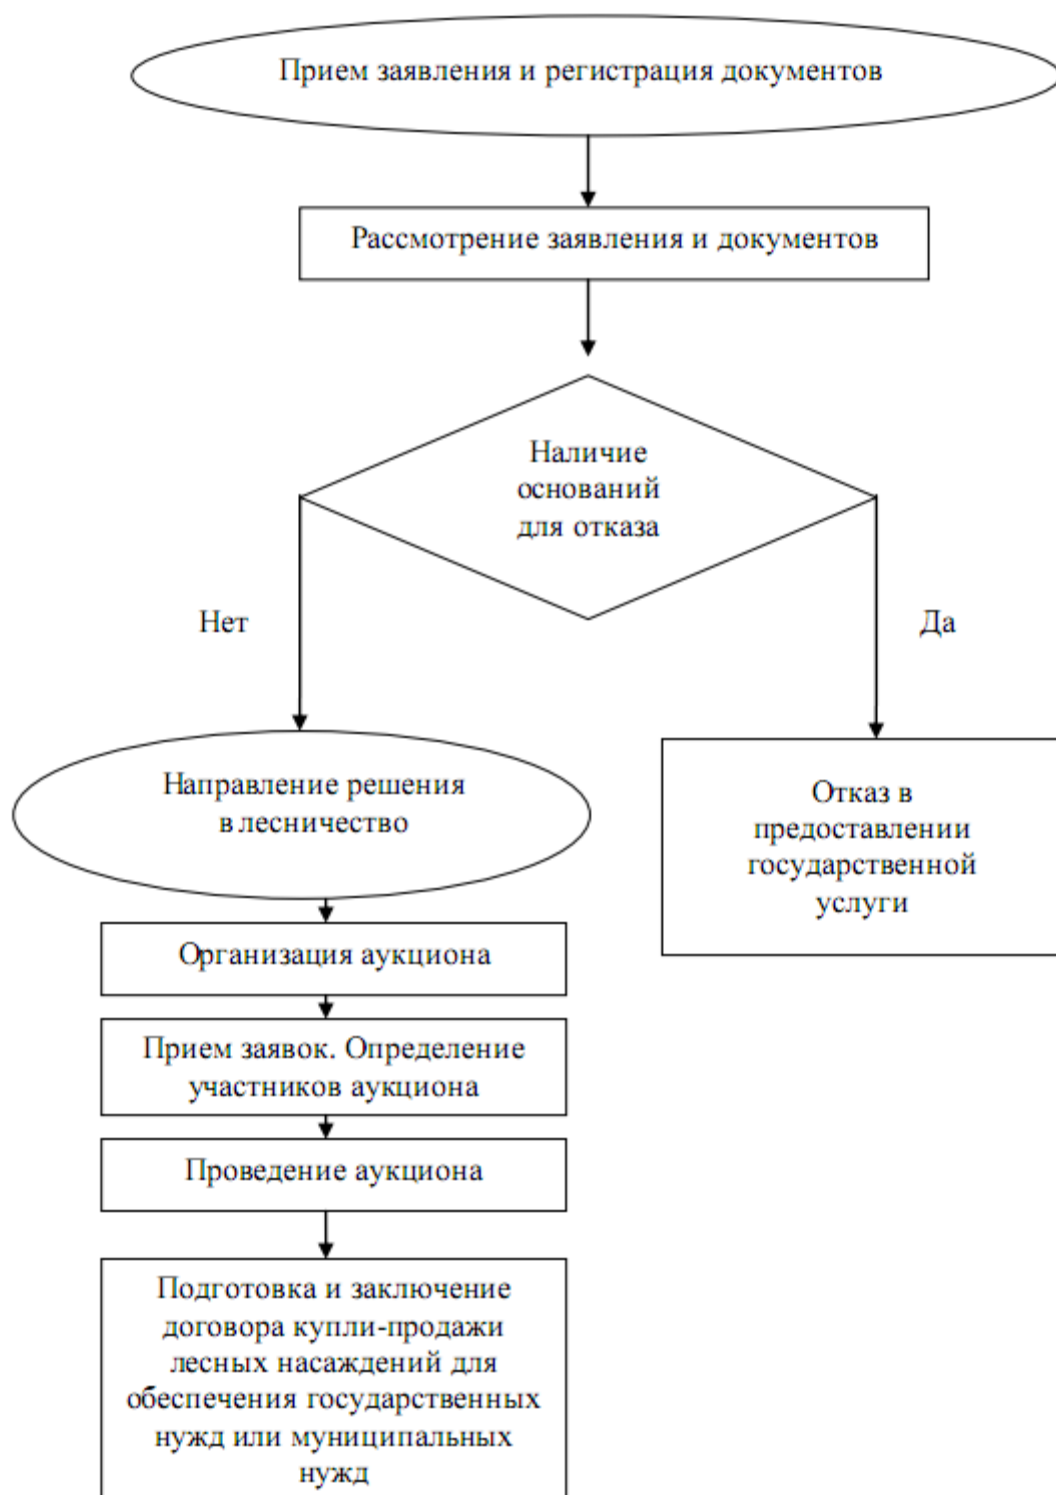 Прием заявления и регистрация документов
Рассмотрение заявления и документов
Наличие
оснований
для отказа
Нет
Да
Направление решения
в лесничество
Отказ в
предоставлении
государственной
услуги
Организация аукциона
Прием заявок. Определение
участников аукциона
Проведение аукциона
Подготовка и заключение
договора купли-продажи
лесных насаждений для
обеспечения государственных
нужд или муниципальных
нужд